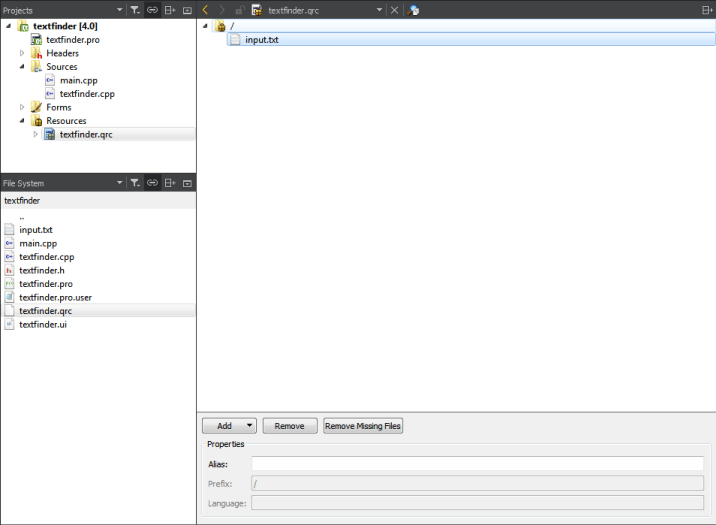 Projects
textfinder [4.0]
textfinder.pro
Headers
Sources
main.cpp
textfinder.cpp
Forms
Resources
textfinder.qrc
File System
textfinder
..
input.txt
main.cpp
textfinder.cpp
textfinder.h
textfinder.pro
textfinder.pro.user
textfinder.qrc
textfinder.ui
textfinder.qrc
/
input.txt
Add
Remove
Remove Missing Files
Properties
Alias:
Prefix: /
Language: